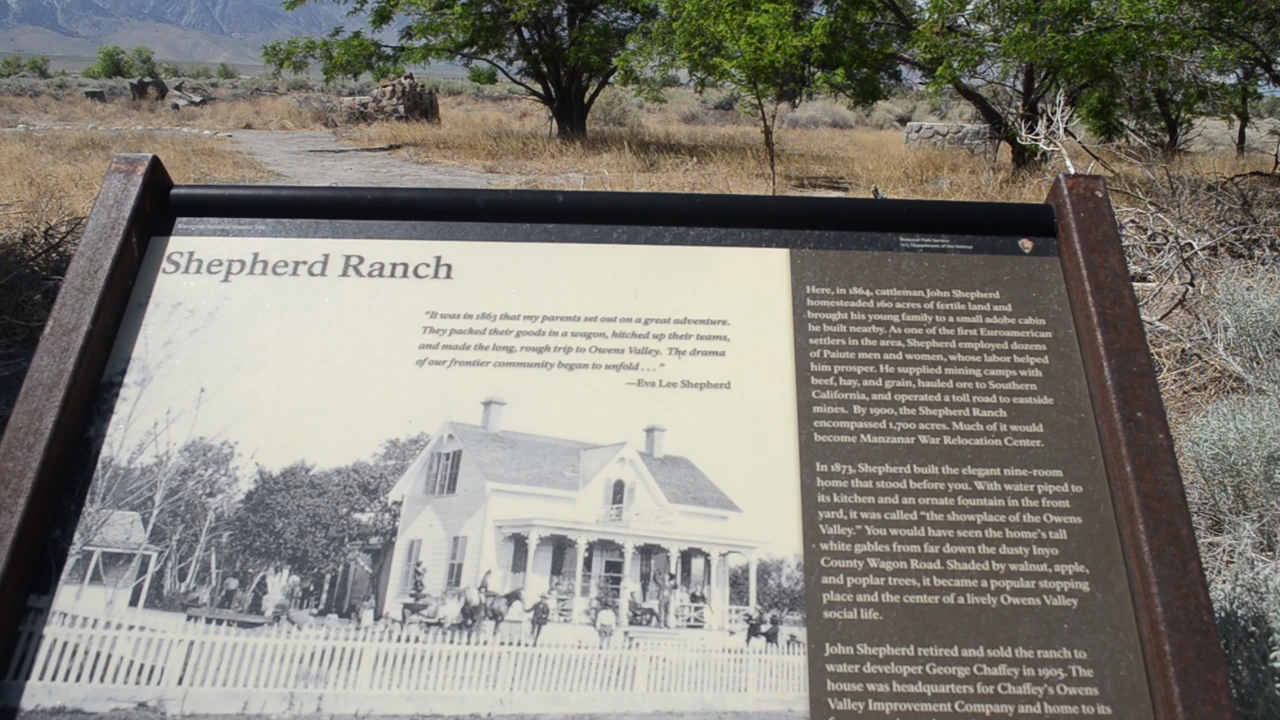 Manzanar National Historic Site
National Park Service
U.S. Department of the Interior
Shepherd Ranch
“It was in 1863 that my parents set out on a great adventure.
They packed their goods in a wagon, hitched up their teams,
and made the long, rough trip to Owens Valley. The drama
of our frontier community began to unfold . . . ”
—Eva Lee Shepherd
Here, in 1864, cattleman John Shepherd
homesteaded 160 acres of fertile land and
brought his young family to a small adobe cabin
he built nearby. As one of the first Euroamerican
settlers in the area, Shepherd employed dozens
of Paiute men and women, whose labor helped
him prosper. He supplied mining camps with
beef, hay, and grain, hauled ore to Southern
California, and operated a toll road to eastside
mines. By 1900, the Shepherd Ranch
encompassed 1,700 acres. Much of it would
become Manzanar War Relocation Center.
In 1873, Shepherd built the elegant nine-room
home that stood before you. With water piped to
its kitchen and an ornate fountain in the front
yard, it was called “the showplace of the Owens
Valley.” You would have seen the home’s tall
white gables from far down the dusty Inyo
County Wagon Road. Shaded by walnut, apple,
and poplar trees, it became a popular stopping
place and the center of a lively Owens Valley
social life.
John Shepherd retired and sold the ranch to
water developer George Chaffey in 1905. The
house was headquarters for Chaffey’s Owens
Valley Improvement Company and home to its